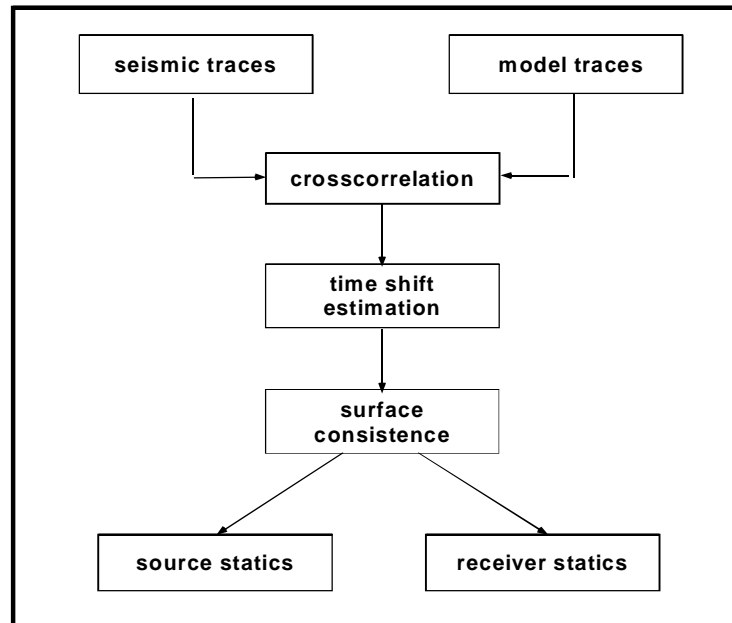 seismic traces
model traces
crosscorrelation
time shift
estimation
surface
consistence
source statics
receiver statics